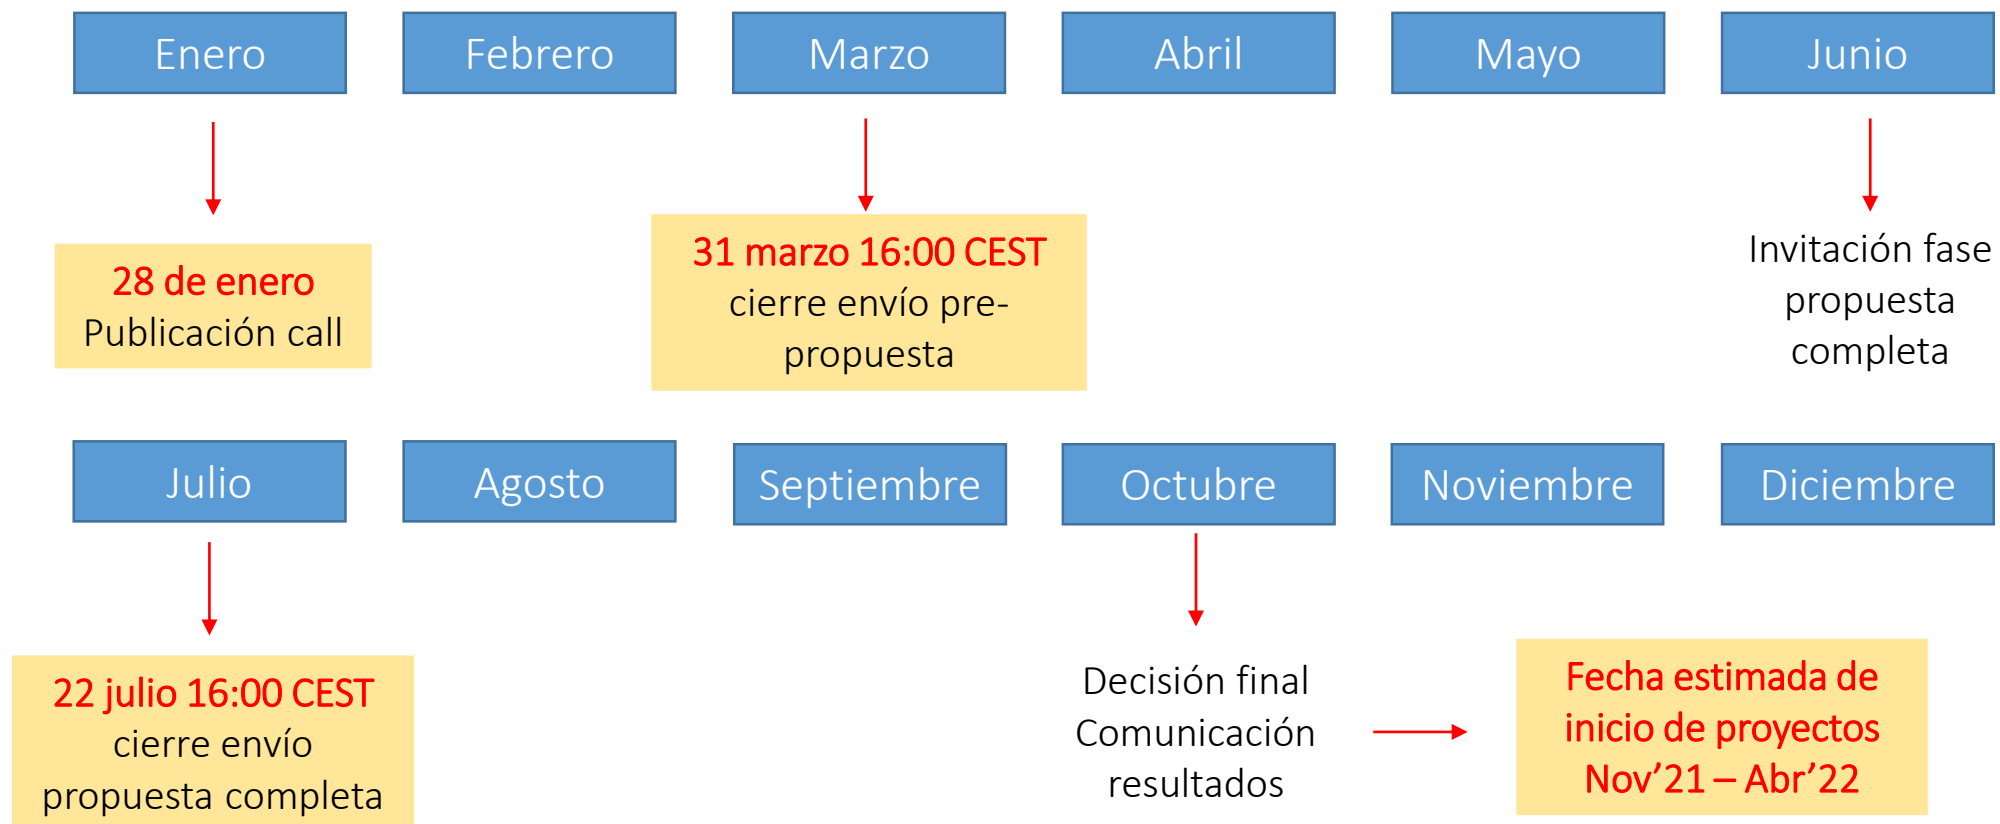 Enero
Febrero
Marzo
Abril
Mayo
Junio
28 de enero
Publicación call
31 marzo 16:00 CEST
cierre envío pre-
propuesta
Invitación fase
propuesta
completa
Julio
Agosto
Septiembre
Octubre
Noviembre
Diciembre
22 julio 16:00 CEST
cierre envío
propuesta completa
Decisión final
Comunicación
resultados
Fecha estimada de
inicio de proyectos
Nov’21 – Abr’22